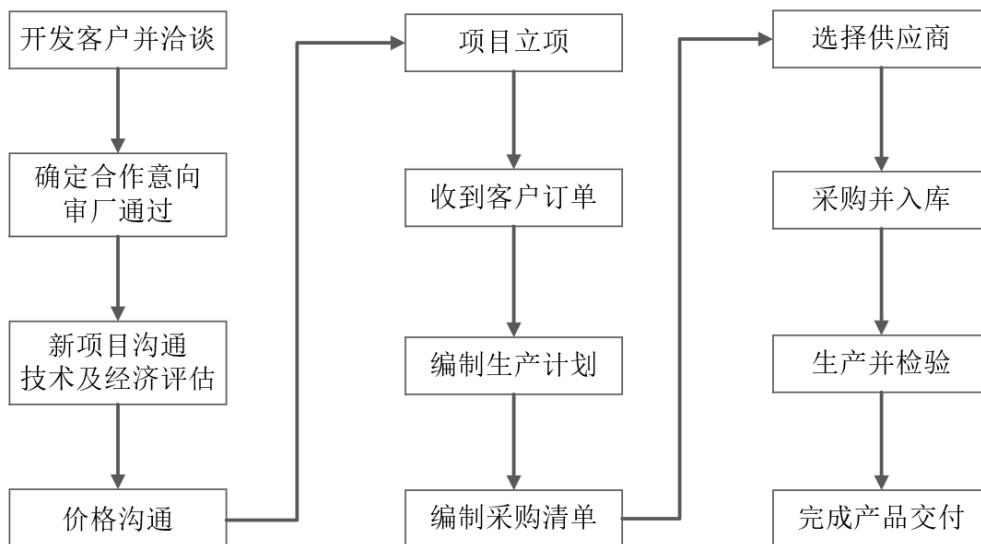 开发客户并洽谈
确定合作意向
审厂通过
新项目沟通
技术及经济评估
价格沟通
项目立项
收到客户订单
编制生产计划
编制采购清单
选择供应商
采购并入库
生产并检验
完成产品交付